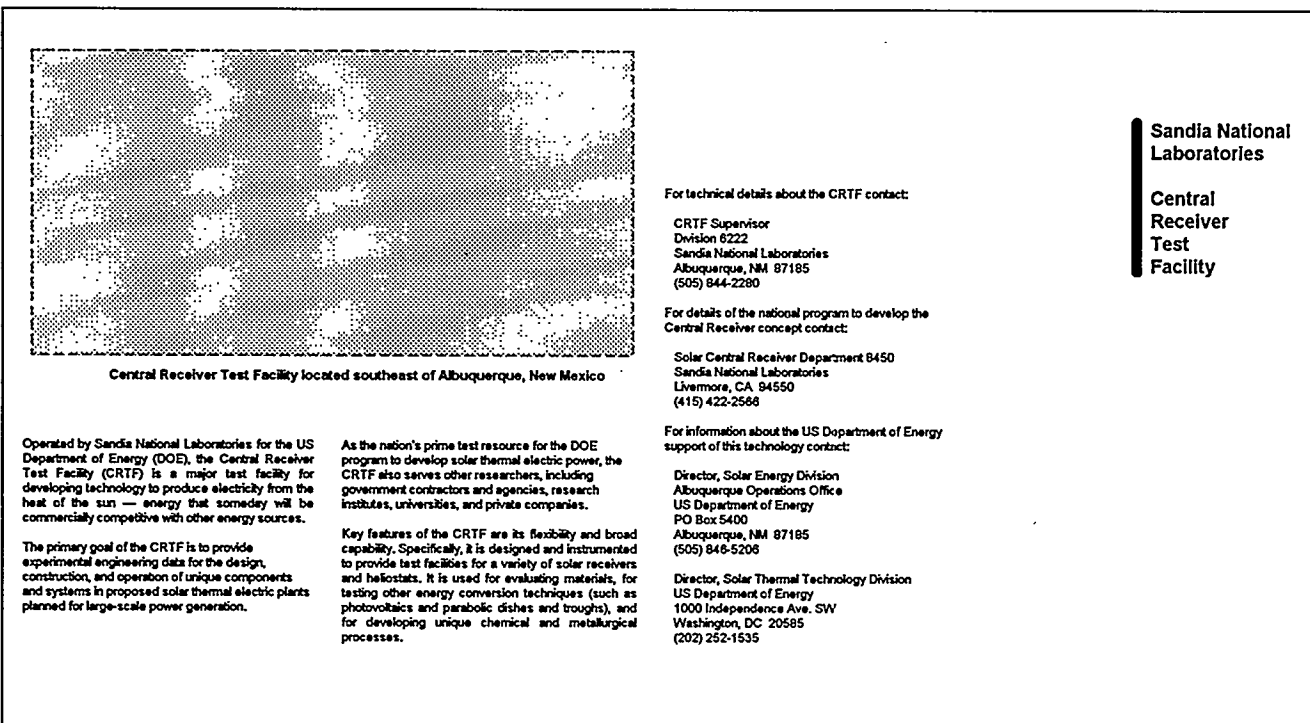 Central Receiver Test Facility located southeast of Albuquerque, New Mexico
Operated by Sandia National Laboratories for the US
Department of Energy (DOE), the Central Receiver
Test Facility (CRTF) is a major test facility for
developing technology to produce electricity from the
heat of the sun — energy that someday will be
commercially competitive with other energy sources.
The primary goal of the CRTF is to provide
experimental engineering data for the design,
construction, and operation of unique components
and systems in proposed solar thermal electric plants
planned for large-scale power generation.
As the nation's prime test resource for the DOE
program to develop solar thermal electric power, the
CRTF also serves other researchers, including
government contractors and agencies, research
institutes, universities, and private companies.
Key features of the CRTF are its flexibility and broad
capability. Specifically, it is designed and instrumented
to provide test facilities for a variety of solar receivers
and heliostats. It is used for evaluating materials, for
testing other energy conversion techniques (such as
photovoltaics and parabolic dishes and troughs), and
for developing unique chemical and metallurgical
processes.
For technical details about the CRTF contact:
CRTF Supervisor
Division 6222
Sandia National Laboratories
Albuquerque, NM 87185
(505) 844-2280
For details of the national program to develop the
Central Receiver concept contact:
Solar Central Receiver Department 8450
Sandia National Laboratories
Livermore, CA 94550
(415) 422-2566
For information about the US Department of Energy
support of this technology contact:
Director, Solar Energy Division
Albuquerque Operations Office
US Department of Energy
PO Box 5400
Albuquerque, NM 87185
(505) 846-5206
Director, Solar Thermal Technology Division
US Department of Energy
1000 Independence Ave. SW
Washington, DC 20585
(202) 252-1535
Sandia National
Laboratories
Central
Receiver
Test
Facility